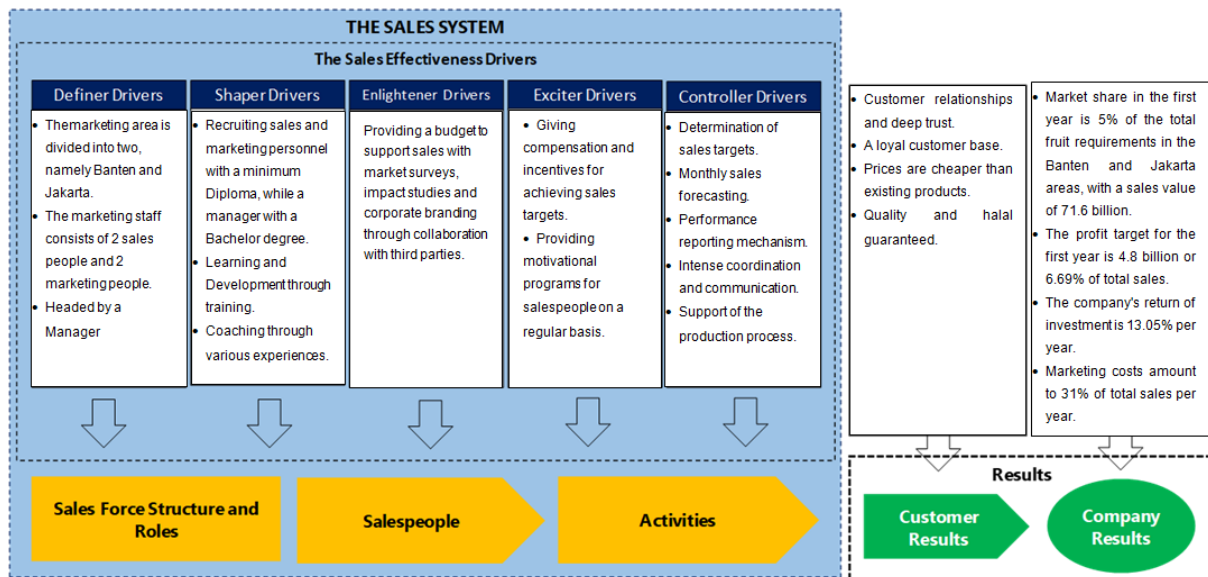 THE SALES SYSTEM
The Sales Effectiveness Drivers
Definer Drivers
• Themarketing area is
divided into two,
namely Banten and
Jakarta.
• The marketing staff
consists of 2 sales
people and 2
marketing people.
• Headed by a
Manager
Shaper Drivers
• Recruiting sales and
marketing personnel
with a minimum
Diploma, while a
manager with a
Bachelor degree.
• Learning and
Development through
training.
• Coaching through
various experiences.
Enlightener Drivers
Providing a budget to
support sales with
market surveys,
impact studies and
corporate branding
through collaboration
with third parties.
Exciter Drivers
• Giving
compensation and
incentives for
achieving sales
targets.
• Providing
motivational
programs for
salespeople on a
regular basis.
Controller Drivers
• Determination of
sales targets.
• Monthly sales
forecasting.
• Performance
reporting mechanism.
• Intense coordination
and communication.
• Support of the
production process.
• Customer relationships
and deep trust.
• A loyal customer base.
• Prices are cheaper than
existing products.
• Quality and halal
guaranteed.
• Market share in the first
year is 5% of the total
fruit requirements in the
Banten and Jakarta
areas, with a sales value
of 71.6 billion.
• The profit target for the
first year is 4.8 billion or
6.69% of total sales.
• The company's return of
investment is 13.05% per
year.
• Marketing costs amount
to 31% of total sales per
year.
Sales Force Structure and
Roles
Salespeople
Activities
Results
Customer
Results
Company
Results